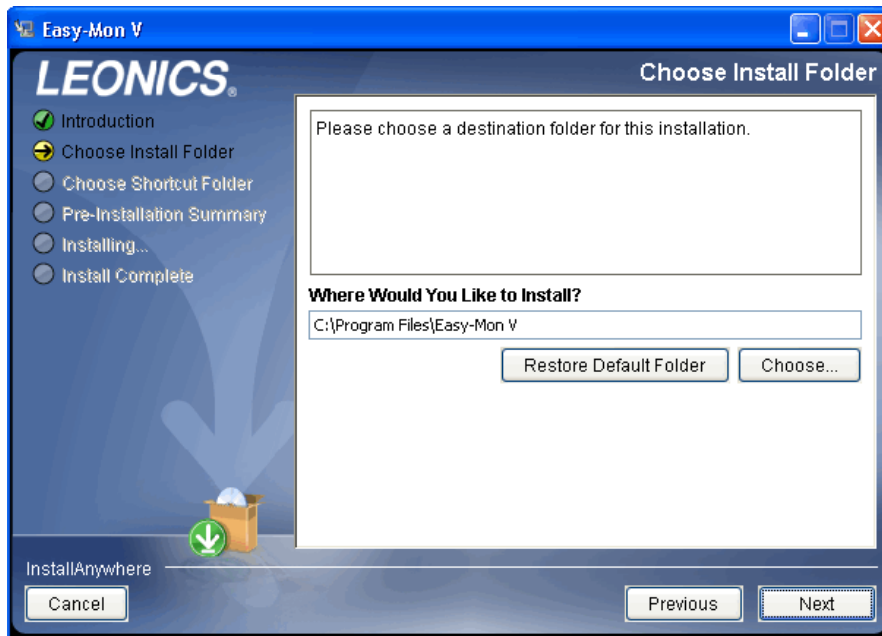 Easy-Mon V
LEONICS®
Choose Install Folder
Introduction
Choose Install Folder
Choose Shortcut Folder
Pre-Installation Summary
Installing...
Install Complete
Please choose a destination folder for this installation.
Where Would You Like to Install?
C:\Program Files\Easy-Mon V
Restore Default Folder
Choose...
InstallAnywhere
Cancel
Previous
Next